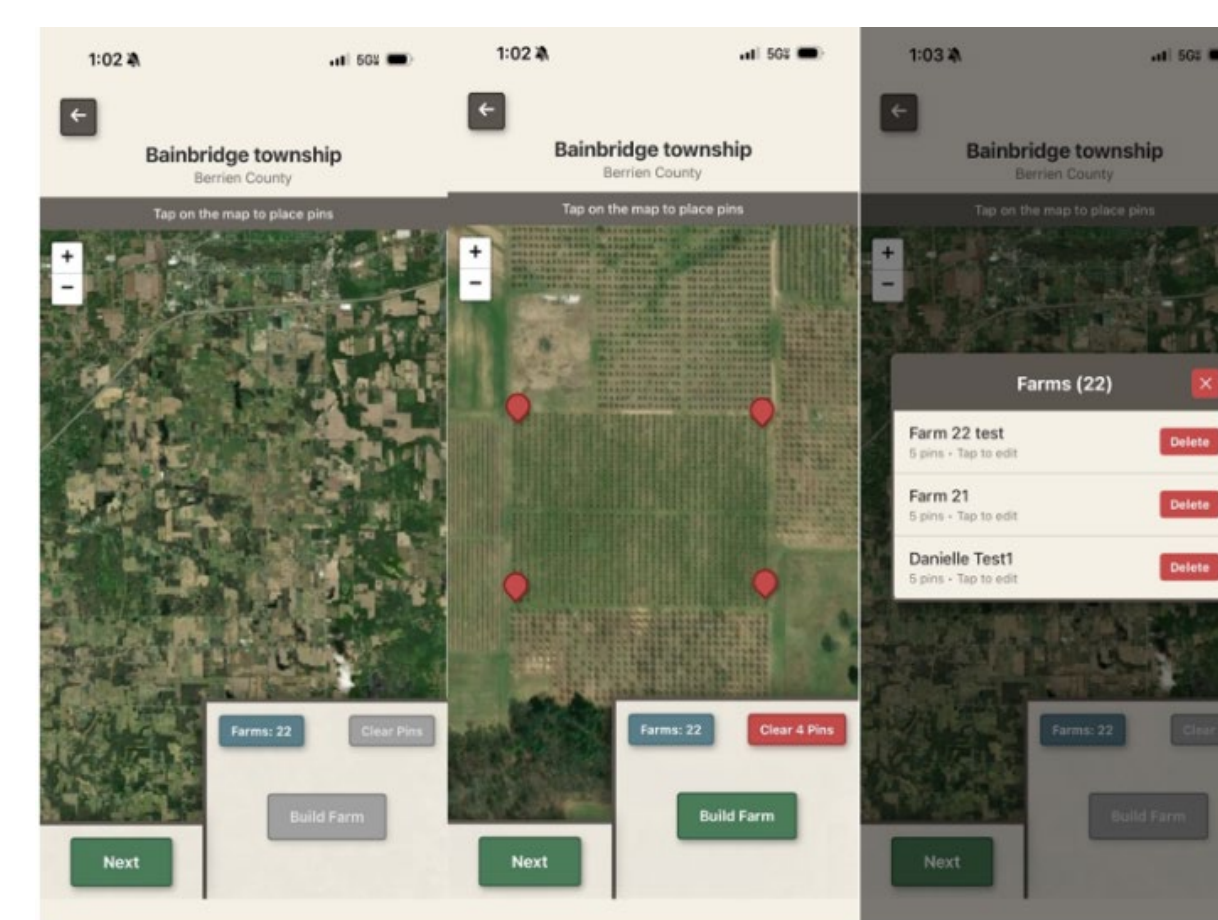 1:02
5G
Bainbridge township
Berrien County
Tap on the map to place pins
+
−
Farms: 22
Clear Pins
Build Farm
Next
1:02
5G
Bainbridge township
Berrien County
Tap on the map to place pins
+
−
Farms: 22
Clear 4 Pins
Build Farm
Next
1:03
5G
Bainbridge township
Berrien County
Tap on the map to place pins
+
−
Farms (22)
Farm 22 test
5 pins • Tap to edit
Delete
Farm 21
5 pins • Tap to edit
Delete
Danielle Test1
5 pins • Tap to edit
Delete
Farms: 22
Clear
Build Farm
Next